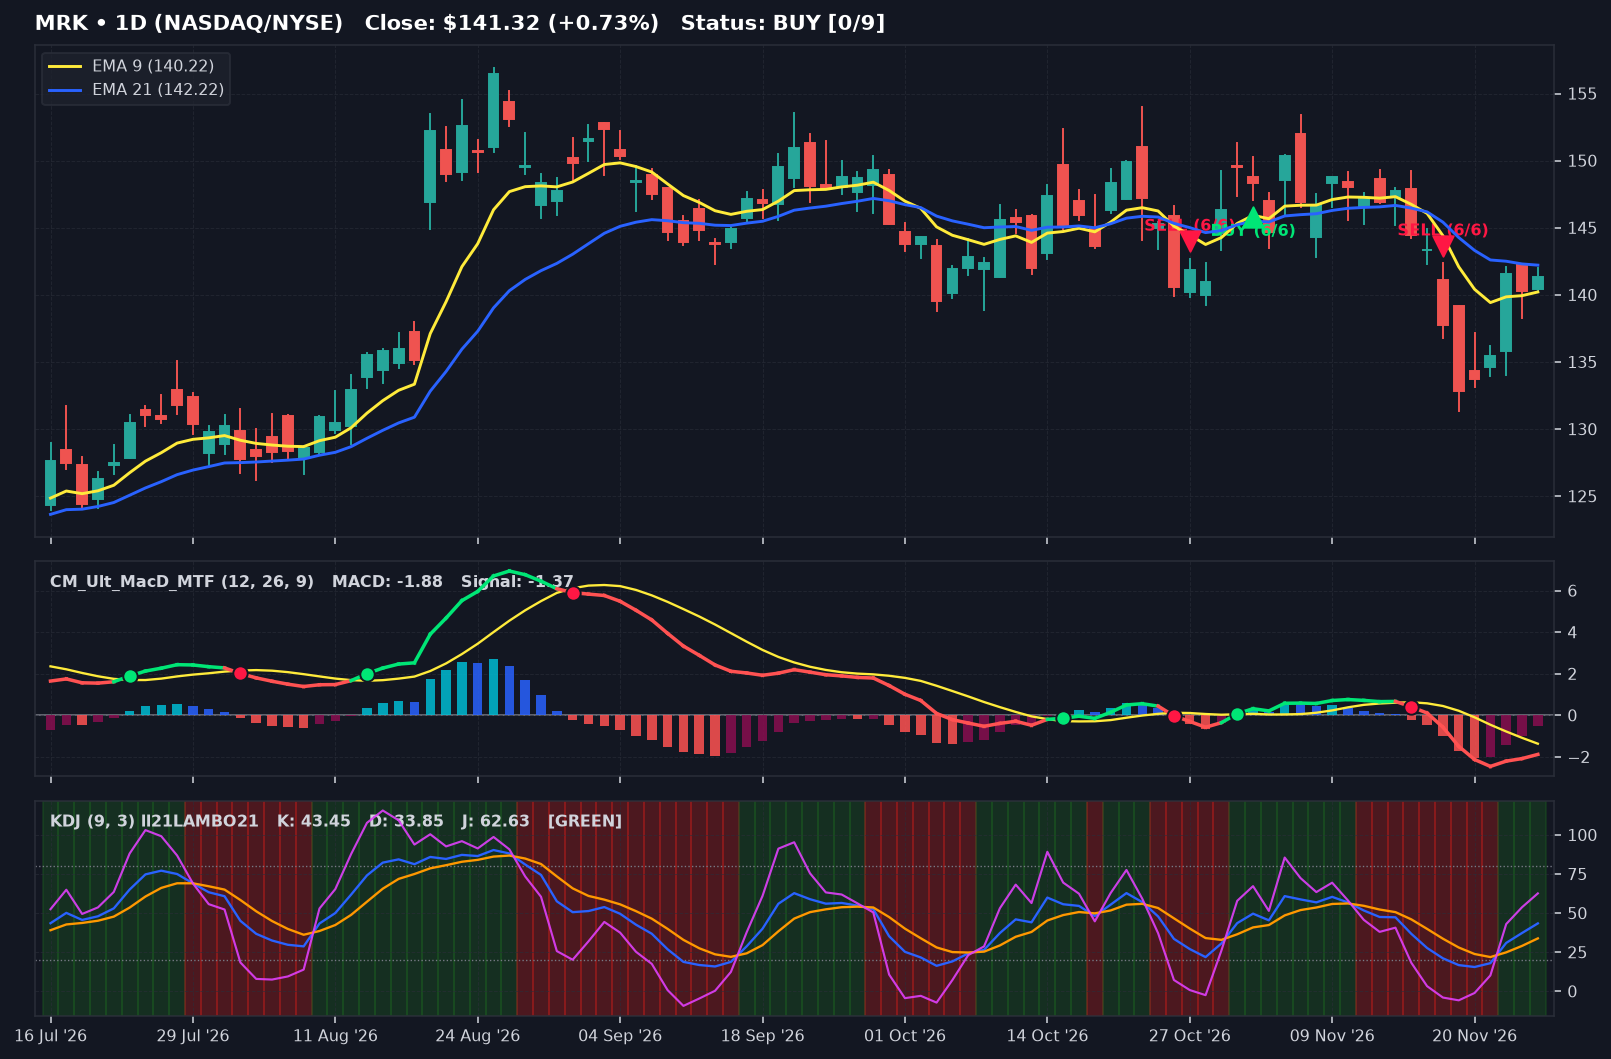 MRK • 1D (NASDAQ/NYSE)   Close: $141.32 (+0.73%)   Status: BUY [0/9]
EMA 9 (140.22)
EMA 21 (142.22)
155
150
145
140
135
130
125
SELL (6/6)
BUY (6/6)
SELL (6/6)
CM_Ult_MacD_MTF (12, 26, 9)   MACD: -1.88   Signal: -1.37
6
4
2
0
−2
KDJ (9, 3) II21LAMBO21   K: 43.45   D: 33.85   J: 62.63   [GREEN]
100
75
50
25
0
16 Jul '26
29 Jul '26
11 Aug '26
24 Aug '26
04 Sep '26
18 Sep '26
01 Oct '26
14 Oct '26
27 Oct '26
09 Nov '26
20 Nov '26